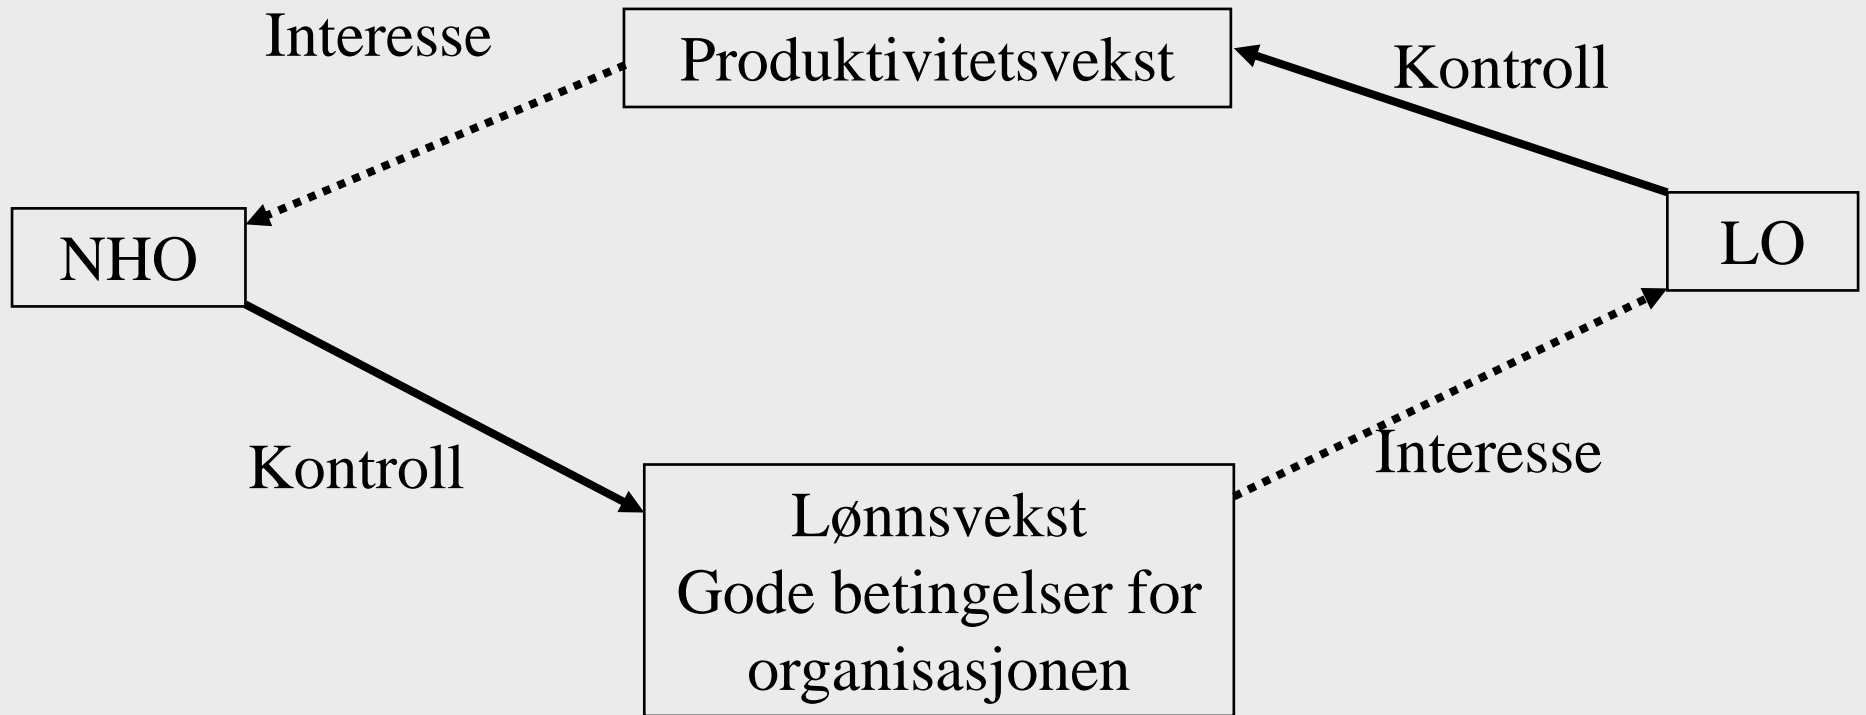 Interesse
Produktivitetsvekst
Kontroll
NHO
LO
Kontroll
Interesse
Lønnsvekst
Gode betingelser for
organisasjonen